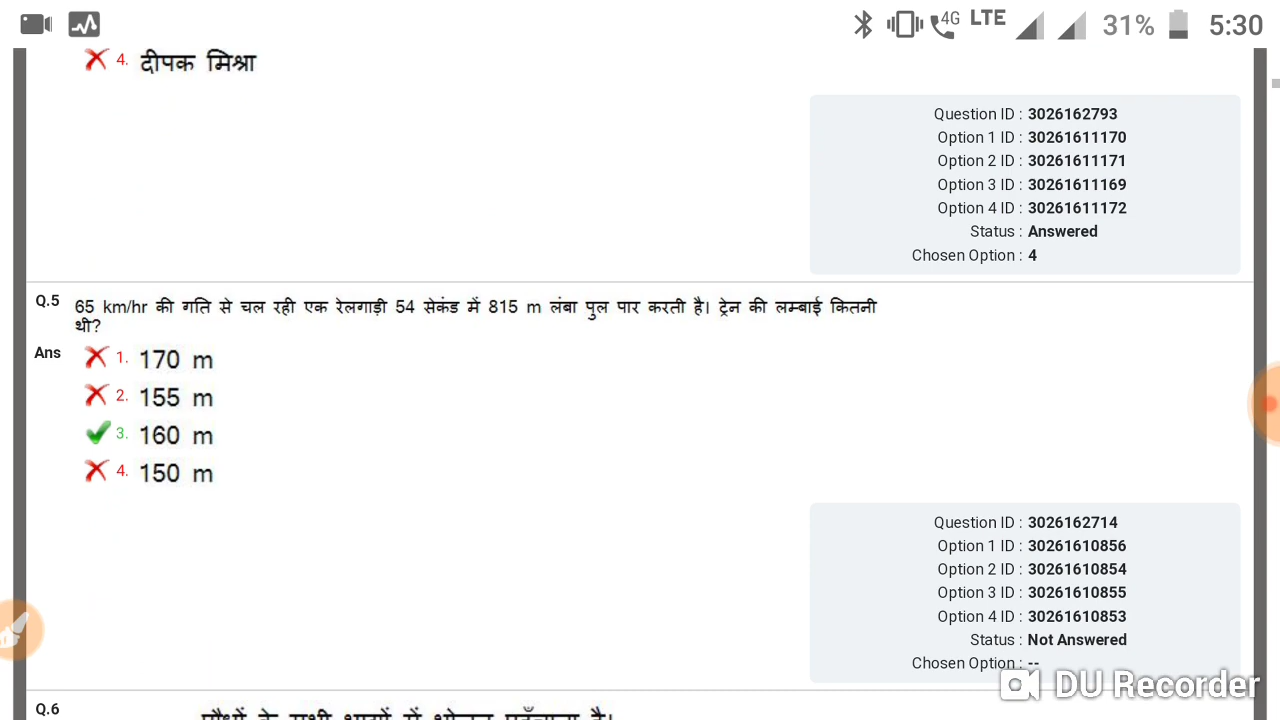 4G LTE 31% 5:30
4. दीपक मिश्रा
Question ID : 3026162793
Option 1 ID : 30261611170
Option 2 ID : 30261611171
Option 3 ID : 30261611169
Option 4 ID : 30261611172
Status : Answered
Chosen Option : 4
Q.5 65 km/hr की गति से चल रही एक रेलगाड़ी 54 सेकंड में 815 m लंबा पुल पार करती है। ट्रेन की लम्बाई कितनी
थी?
Ans 1. 170 m
2. 155 m
3. 160 m
4. 150 m
Question ID : 3026162714
Option 1 ID : 30261610856
Option 2 ID : 30261610854
Option 3 ID : 30261610855
Option 4 ID : 30261610853
Status : Not Answered
Chosen Option : --
DU Recorder
Q.6 पौधों के सभी भागों में भोजन पहुँचाता है।